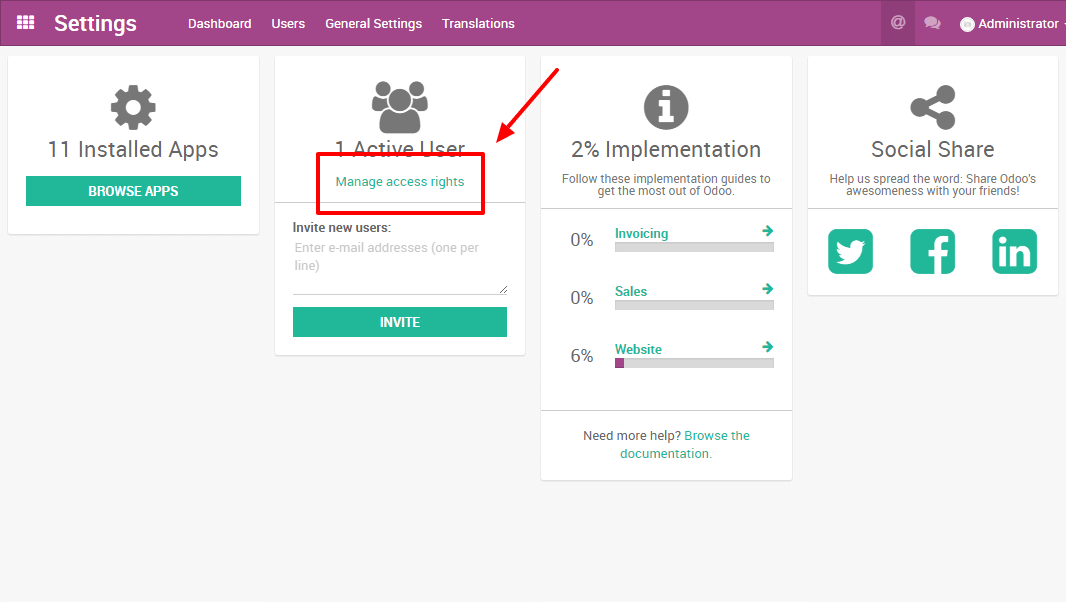 Settings
Dashboard
Users
General Settings
Translations
@
Administrator
11 Installed Apps
BROWSE APPS
1 Active User
Manage access rights
Invite new users:
Enter e-mail addresses (one per
line)
INVITE
2% Implementation
Follow these implementation guides to
get the most out of Odoo.
0%
Invoicing
0%
Sales
6%
Website
Need more help? Browse the
documentation.
Social Share
Help us spread the word: Share Odoo's
awesomeness with your friends!